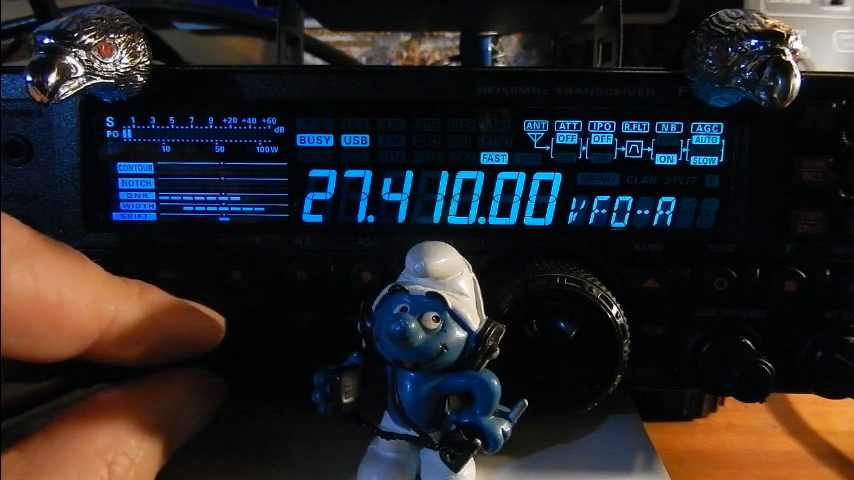 HF/50MHz TRANSCEIVER F
S 1 3 5 7 9 +20 +40 +60 dB
PO 10 50 100W
BUSY USB
FAST
ANT ATT IPO R.FLT NB AGC
OFF OFF ON AUTO
SLOW
CONTOUR
NOTCH
DNR
WIDTH
SHIFT
MENU CLAR SPLIT F
27.410.00 VFO-A
BAND